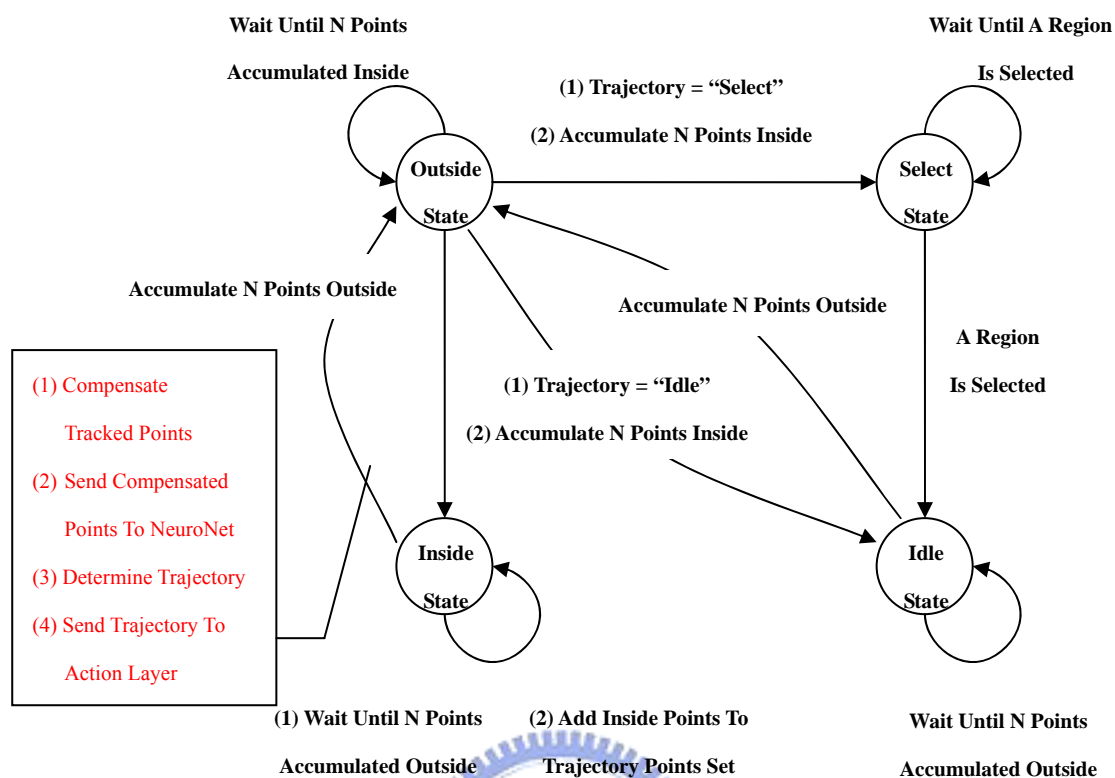 Wait Until N Points
Accumulated Inside
Wait Until A Region
Is Selected
(1) Trajectory = “Select”
(2) Accumulate N Points Inside
Outside
State
Select
State
Accumulate N Points Outside
Accumulate N Points Outside
A Region
Is Selected
(1) Trajectory = “Idle”
(2) Accumulate N Points Inside
(1) Compensate
Tracked Points
(2) Send Compensated
Points To NeuroNet
(3) Determine Trajectory
(4) Send Trajectory To
Action Layer
Inside
State
Idle
State
(1) Wait Until N Points
Accumulated Outside
(2) Add Inside Points To
Trajectory Points Set
Wait Until N Points
Accumulated Outside